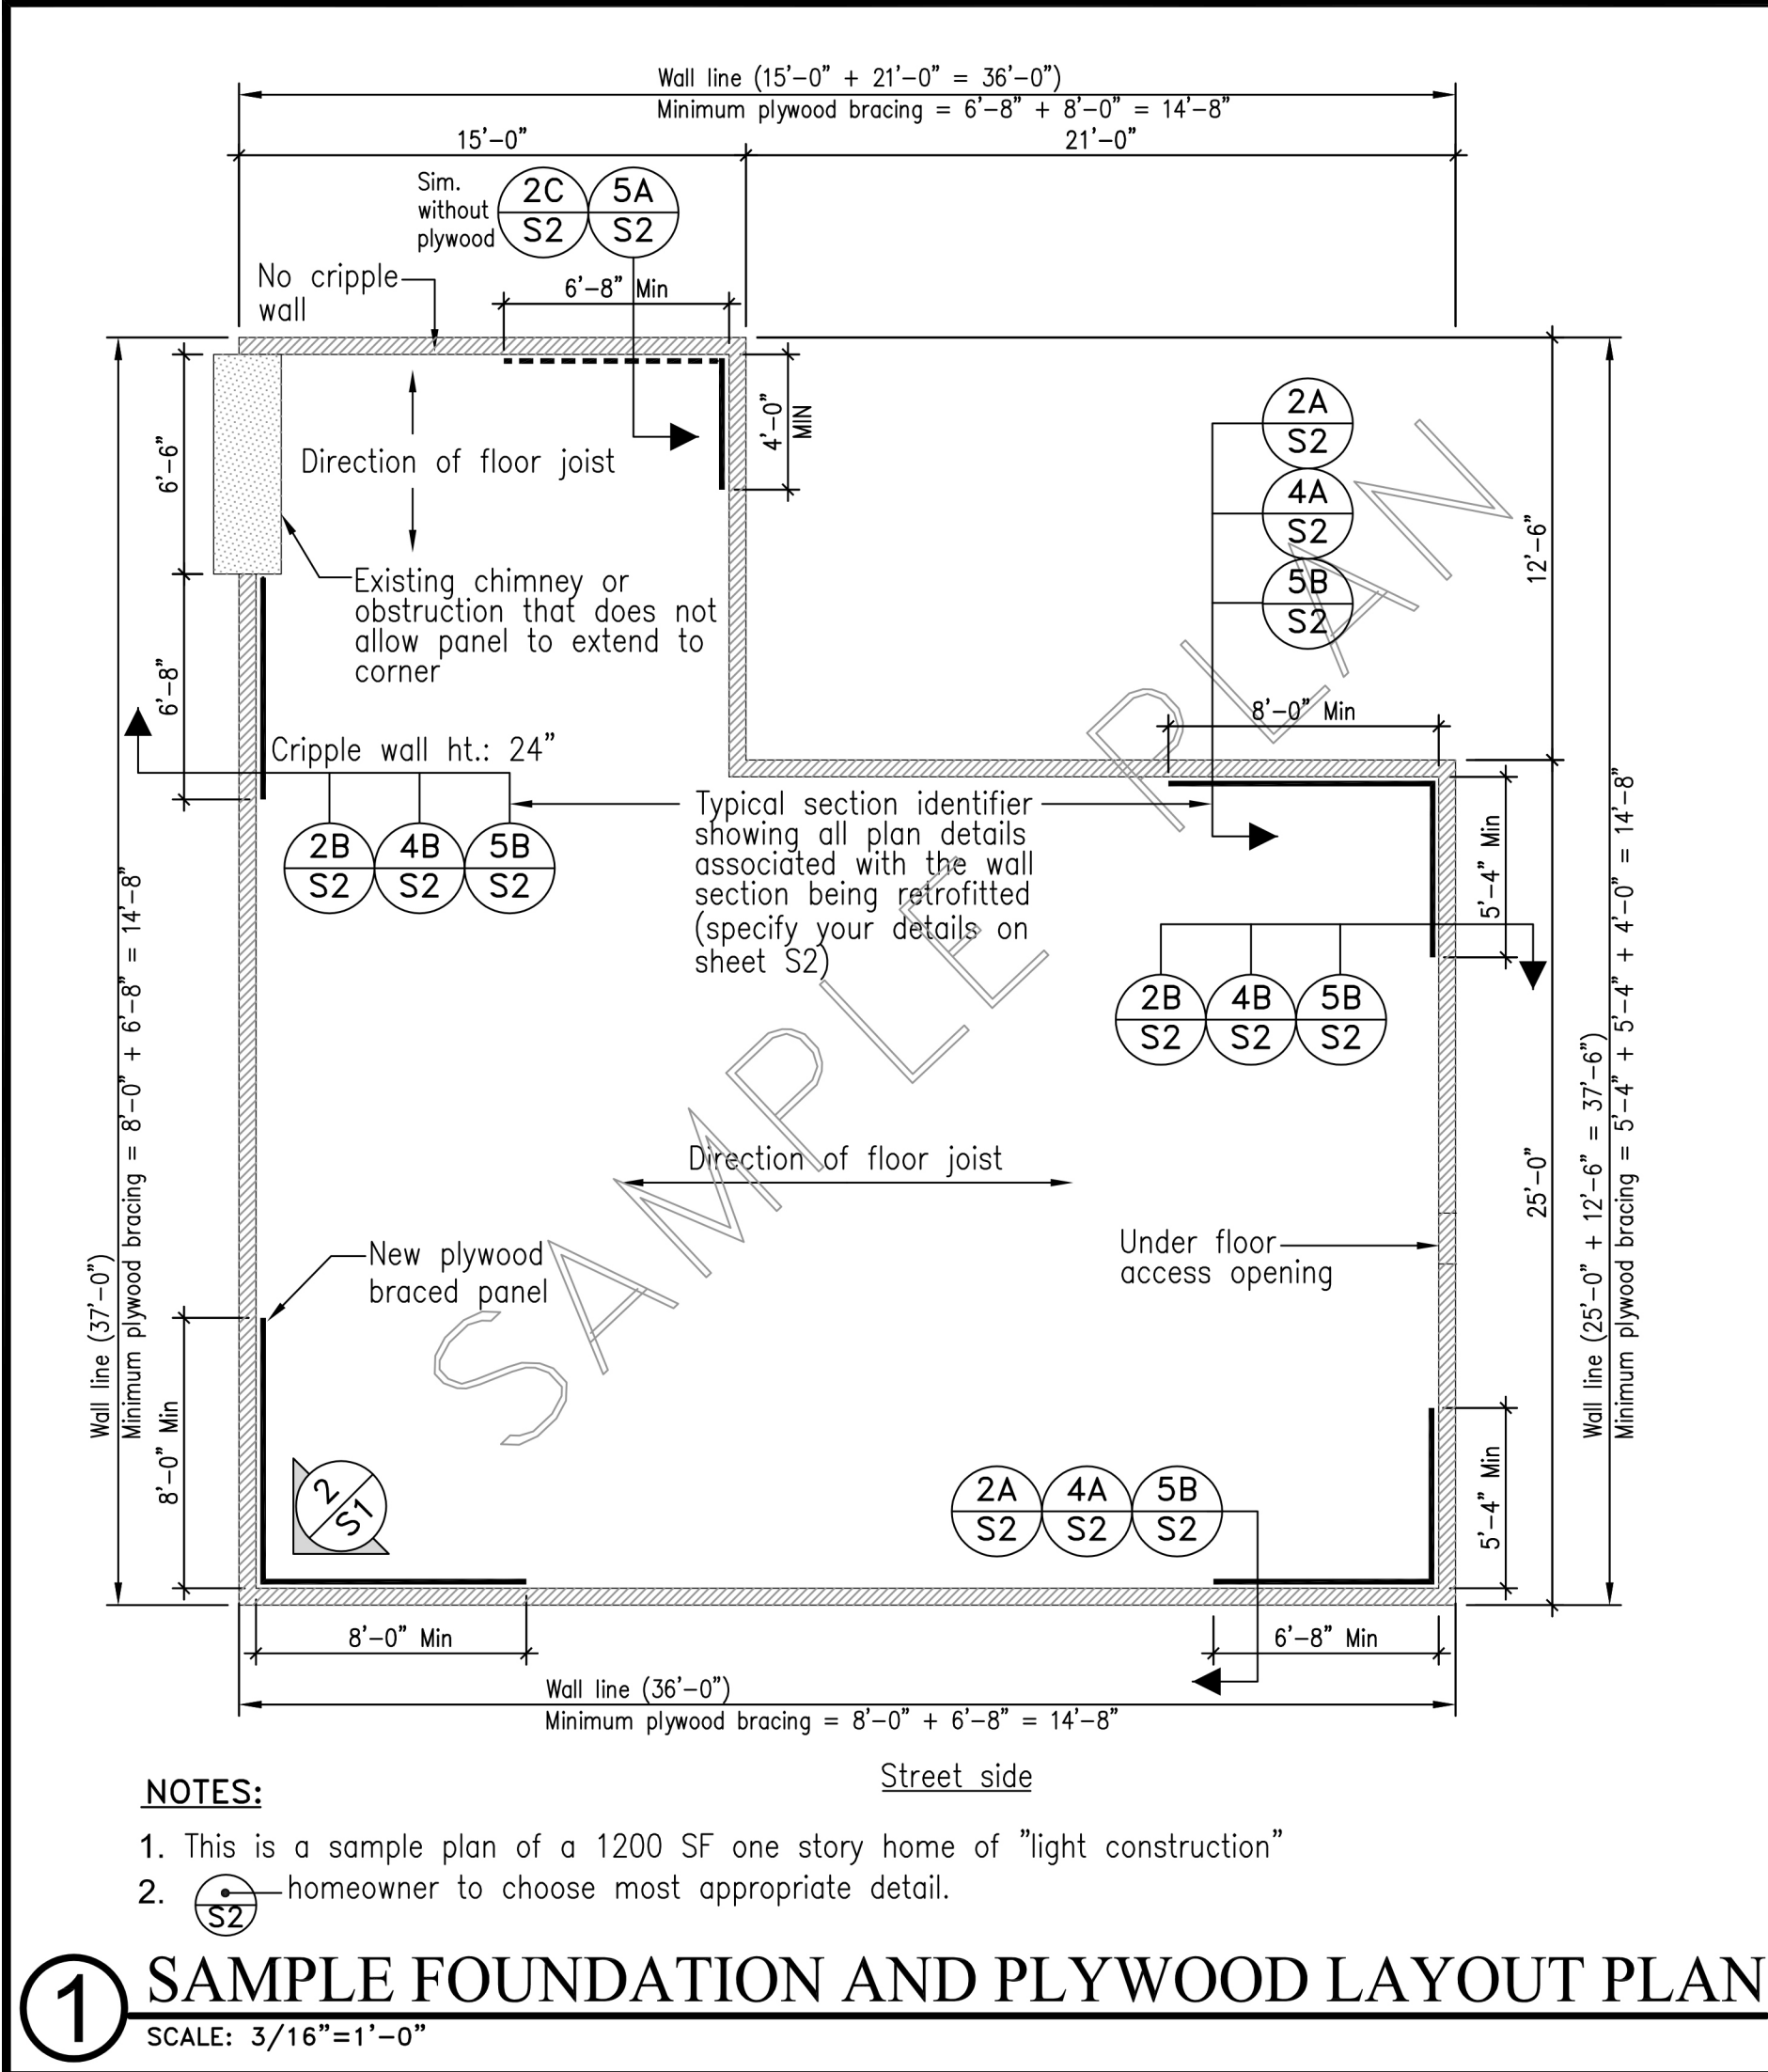 Wall line (15'-0" + 21'-0" = 36'-0")
Minimum plywood bracing = 6'-8" + 8'-0" = 14'-8"
15'-0"
21'-0"
Sim.
without
plywood
2C
S2
5A
S2
No cripple
wall
6'-8" Min
4'-0"
MIN
6'-6"
Direction of floor joist
Existing chimney or
obstruction that does not
allow panel to extend to
corner
6'-8"
2A
S2
4A
S2
5B
S2
12'-6"
8'-0" Min
Cripple wall ht.: 24"
2B
S2
4B
S2
5B
S2
Typical section identifier
showing all plan details
associated with the wall
section being retrofitted
(specify your details on
sheet S2)
5'-4" Min
2B
S2
4B
S2
5B
S2
Wall line (37'-0")
Minimum plywood bracing = 8'-0" + 6'-8" = 14'-8"
Wall line (25'-0" + 12'-6" = 37'-6")
Minimum plywood bracing = 5'-4" + 5'-4" + 4'-0" = 14'-8"
25'-0"
Direction of floor joist
Under floor
access opening
New plywood
braced panel
SAMPLE PLAN
8'-0" Min
2
S1
2A
S2
4A
S2
5B
S2
5'-4" Min
8'-0" Min
6'-8" Min
Wall line (36'-0")
Minimum plywood bracing = 8'-0" + 6'-8" = 14'-8"
Street side
NOTES:
1. This is a sample plan of a 1200 SF one story home of "light construction"
2. S2 homeowner to choose most appropriate detail.
1 SAMPLE FOUNDATION AND PLYWOOD LAYOUT PLAN
SCALE: 3/16"=1'-0"